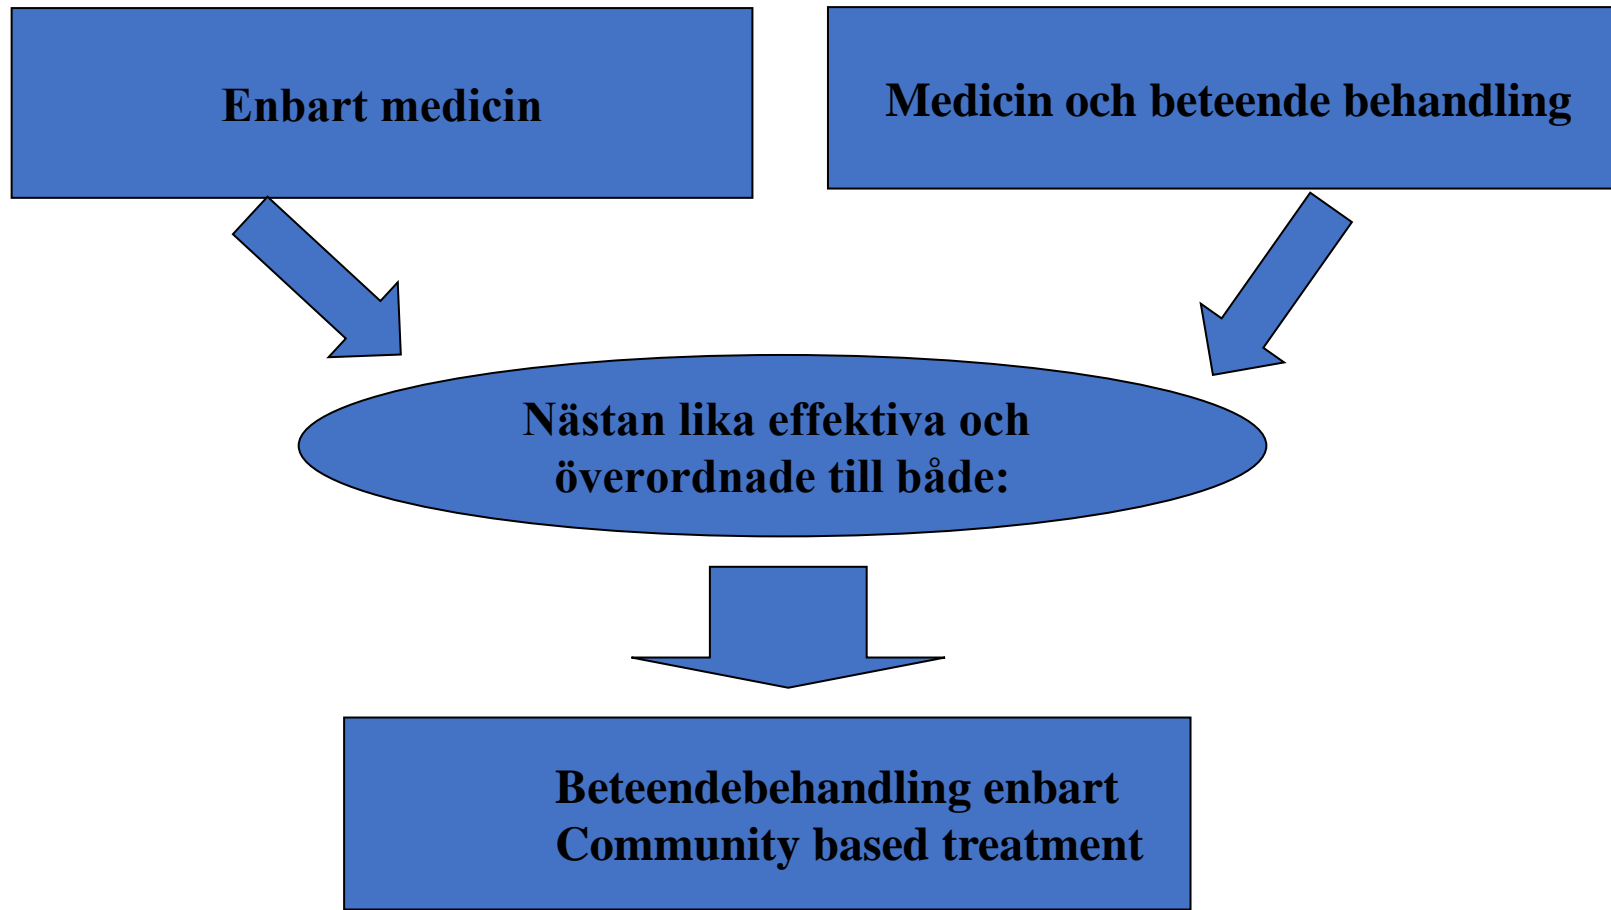 Enbart medicin
Medicin och beteende behandling
Nästan lika effektiva och
överordnade till både:
Beteendebehandling enbart
Community based treatment